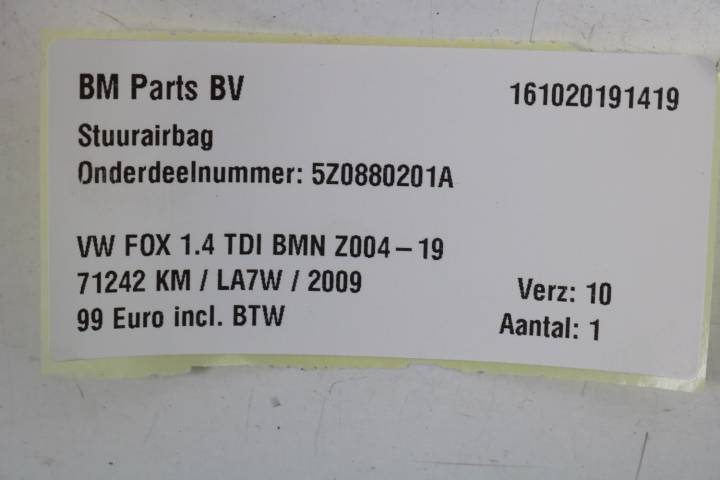 BM Parts BV 161020191419
Stuurairbag
Onderdeelnummer: 5Z0880201A
VW FOX 1.4 TDI BMN Z004-19
71242 KM / LA7W / 2009 Verz: 10
99 Euro incl. BTW Aantal: 1